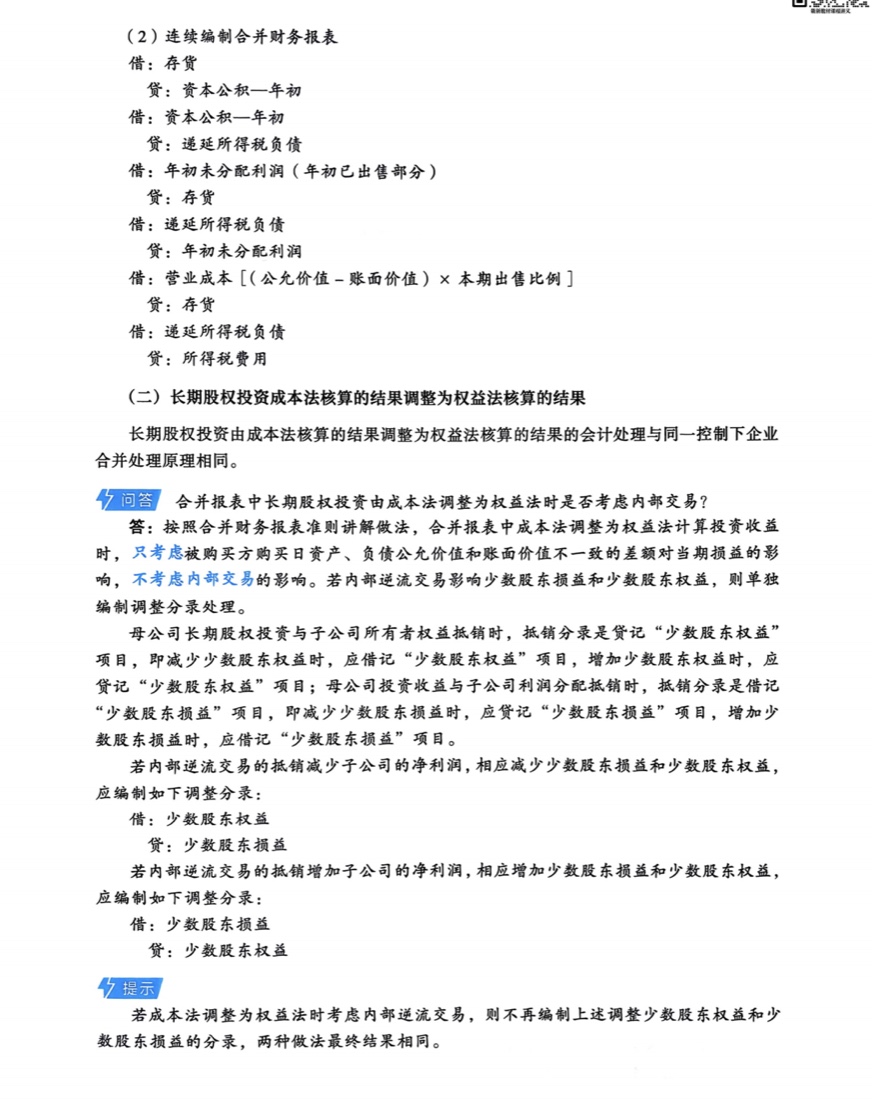 (2)连续编制合并财务报表
借：存货
贷：资本公积—年初
借：资本公积—年初
贷：递延所得税负债
借：年初未分配利润(年初已出售部分)
贷：存货
借：递延所得税负债
贷：年初未分配利润
借：营业成本[(公允价值-账面价值)×本期出售比例]
贷：存货
借：递延所得税负债
贷：所得税费用
(二)长期股权投资成本法核算的结果调整为权益法核算的结果
长期股权投资由成本法核算的结果调整为权益法核算的结果的会计处理与同一控制下企业
合并处理原理相同。
问答 合并报表中长期股权投资由成本法调整为权益法时是否考虑内部交易?
答：按照合并财务报表准则讲解做法，合并报表中成本法调整为权益法计算投资收益
时，只考虑被购买方购买日资产、负债公允价值和账面价值不一致的差额对当期损益的影
响，不考虑内部交易的影响。若内部逆流交易影响少数股东损益和少数股东权益，则单独
编制调整分录处理。
母公司长期股权投资与子公司所有者权益抵销时，抵销分录是贷记“少数股东权益”
项目，即减少少数股东权益时，应借记“少数股东权益”项目，增加少数股东权益时，应
贷记“少数股东权益”项目；母公司投资收益与子公司利润分配抵销时，抵销分录是借记
“少数股东损益”项目，即减少少数股东损益时，应贷记“少数股东损益”项目，增加少
数股东损益时，应借记“少数股东损益”项目。
若内部逆流交易的抵销减少子公司的净利润，相应减少少数股东损益和少数股东权益，
应编制如下调整分录：
借：少数股东权益
贷：少数股东损益
若内部逆流交易的抵销增加子公司的净利润，相应增加少数股东损益和少数股东权益，
应编制如下调整分录：
借：少数股东损益
贷：少数股东权益
提示
若成本法调整为权益法时考虑内部逆流交易，则不再编制上述调整少数股东权益和少
数股东损益的分录，两种做法最终结果相同。